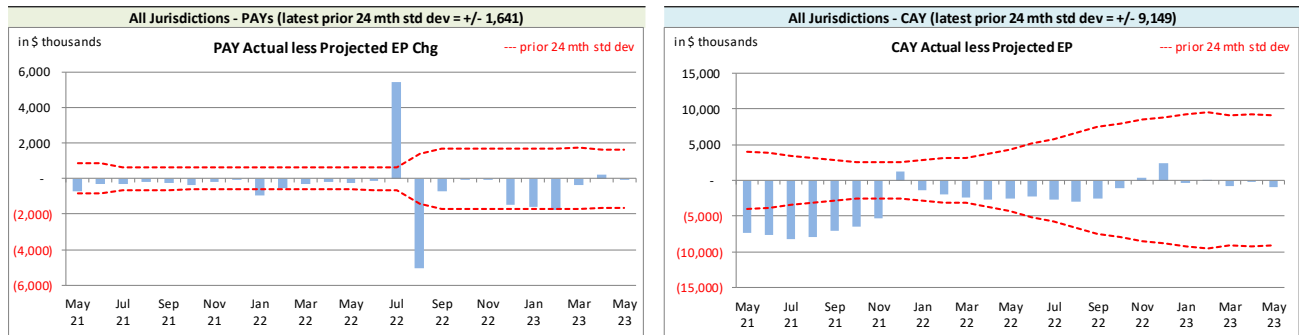 All Jurisdictions - PAYs (latest prior 24 mth std dev = +/- 1,641)
in $ thousands
PAY Actual less Projected EP Chg
--- prior 24 mth std dev
6,000
4,000
2,000
-
(2,000)
(4,000)
(6,000)
May Jul Sep Nov Jan Mar May Jul Sep Nov Jan Mar May
21 21 21 21 22 22 22 22 22 22 23 23 23
All Jurisdictions - CAY (latest prior 24 mth std dev = +/- 9,149)
in $ thousands
CAY Actual less Projected EP
--- prior 24 mth std dev
15,000
10,000
5,000
-
(5,000)
(10,000)
(15,000)
May Jul Sep Nov Jan Mar May Jul Sep Nov Jan Mar May
21 21 21 21 22 22 22 22 22 22 23 23 23